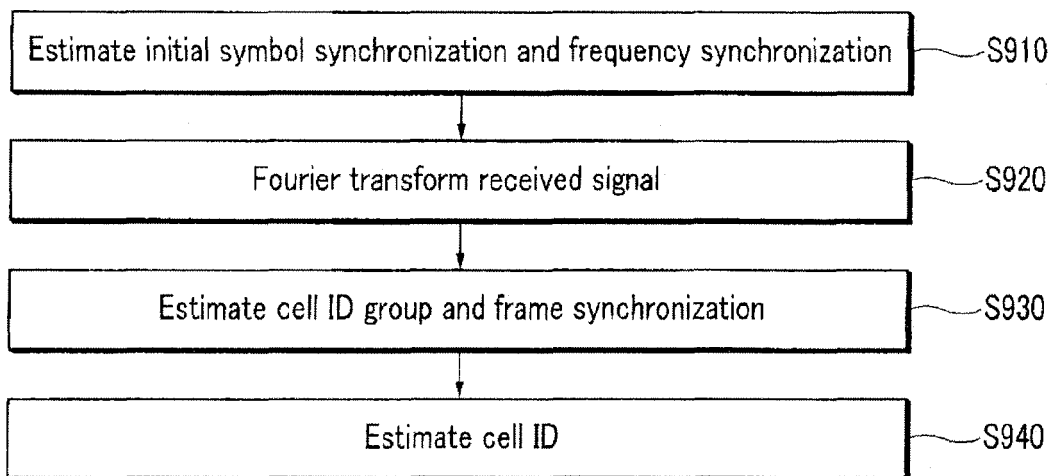 Estimate initial symbol synchronization and frequency synchronization S910
Fourier transform received signal S920
Estimate cell ID group and frame synchronization S930
Estimate cell ID S940